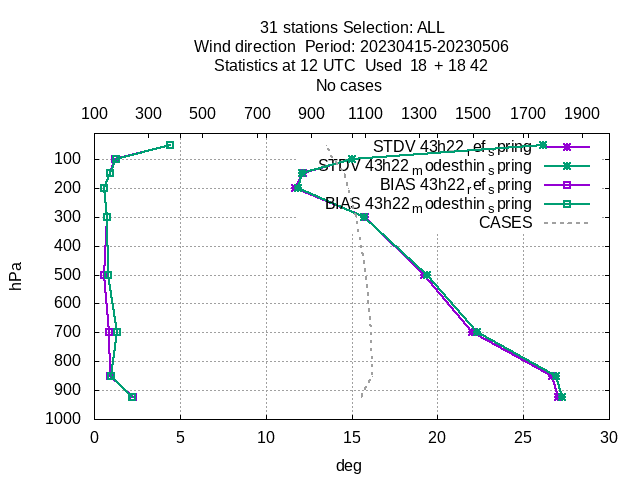 31 stations Selection: ALL
Wind direction  Period: 20230415-20230506
Statistics at 12 UTC  Used  18  + 18 42
No cases
100 300 500 700 900 1100 1300 1500 1700 1900
STDV 43h22_ref_spring
STDV 43h22_modesthin_spring
BIAS 43h22_ref_spring
BIAS 43h22_modesthin_spring
CASES
100
200
300
400
500
600
700
800
900
1000
hPa
0 5 10 15 20 25 30
deg